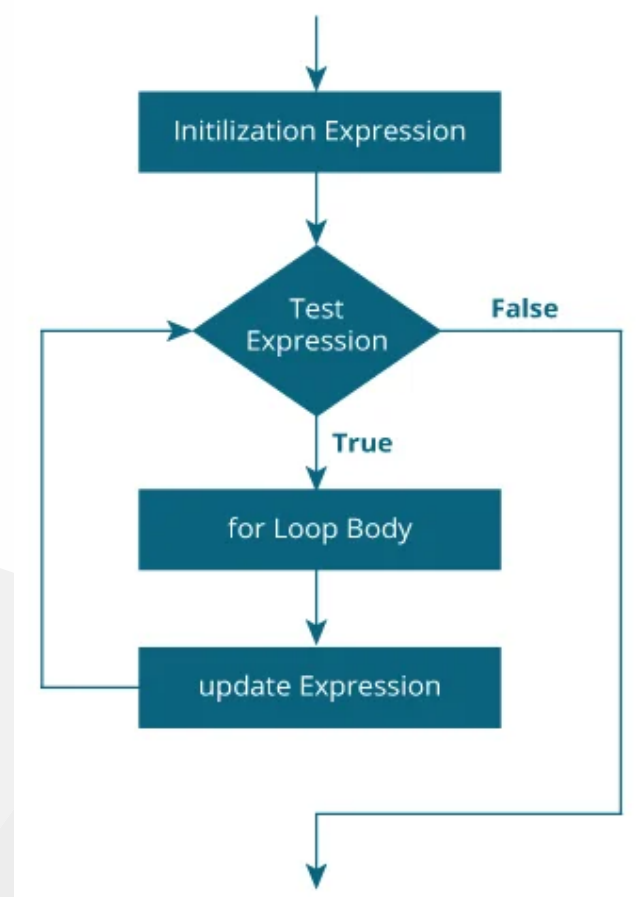 Initilization Expression
Test
Expression
False
True
for Loop Body
update Expression